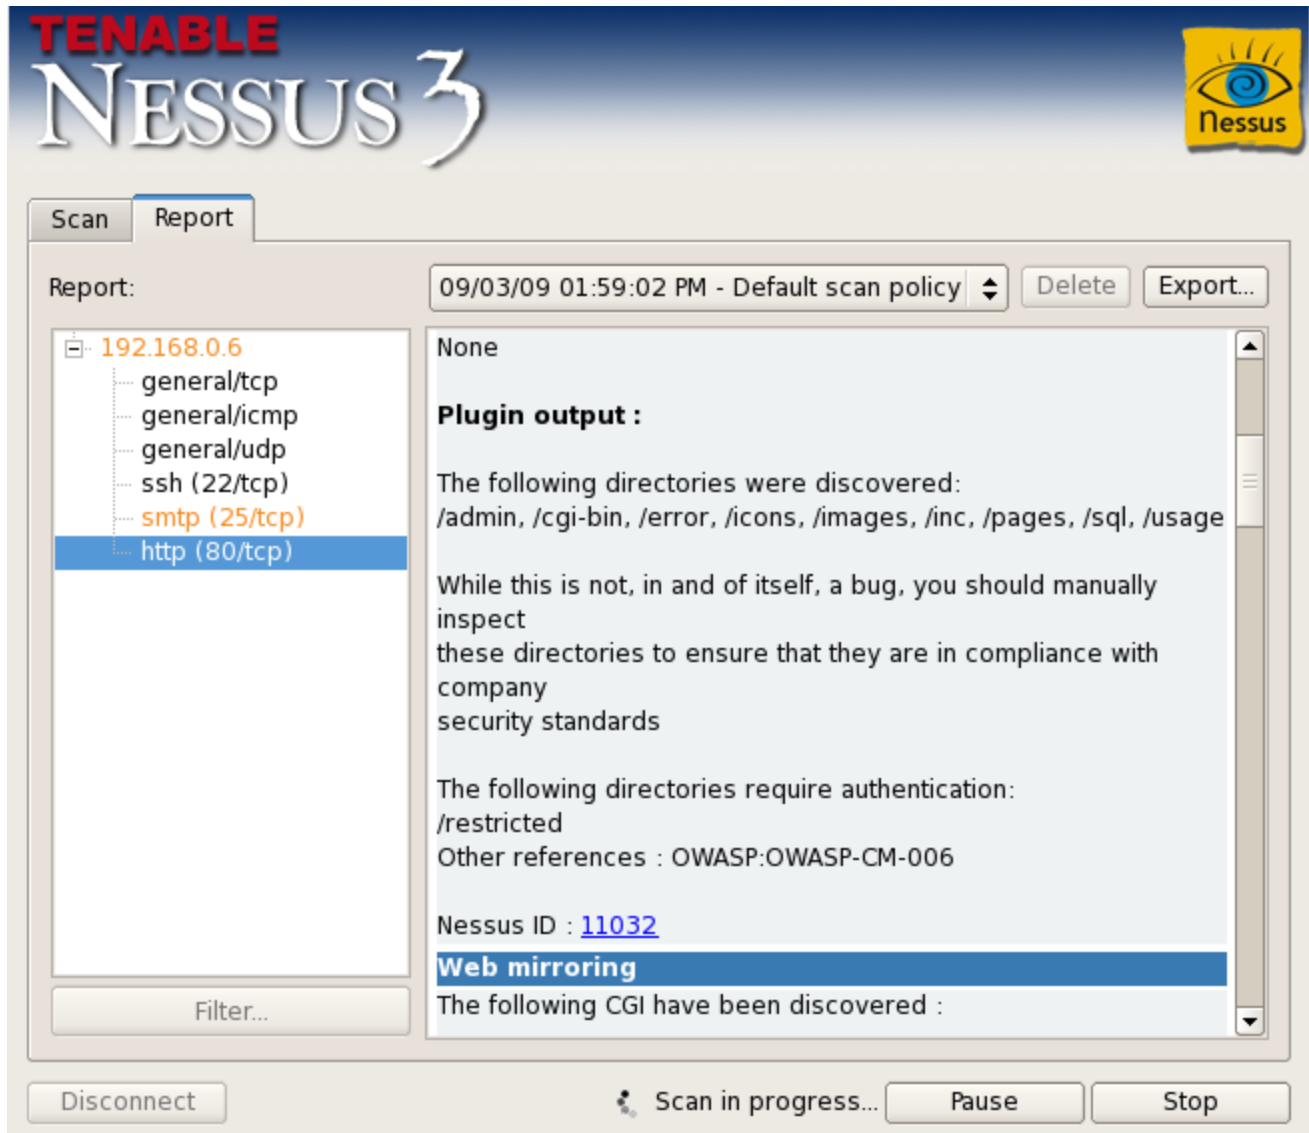 TENABLE
NESSUS 3
nessus
Scan
Report
Report:
09/03/09 01:59:02 PM - Default scan policy
Delete
Export...
192.168.0.6
general/tcp
general/icmp
general/udp
ssh (22/tcp)
smtp (25/tcp)
http (80/tcp)
Filter...
None
Plugin output :
The following directories were discovered:
/admin, /cgi-bin, /error, /icons, /images, /inc, /pages, /sql, /usage
While this is not, in and of itself, a bug, you should manually
inspect
these directories to ensure that they are in compliance with
company
security standards
The following directories require authentication:
/restricted
Other references : OWASP:OWASP-CM-006
Nessus ID : 11032
Web mirroring
The following CGI have been discovered :
Disconnect
Scan in progress...
Pause
Stop